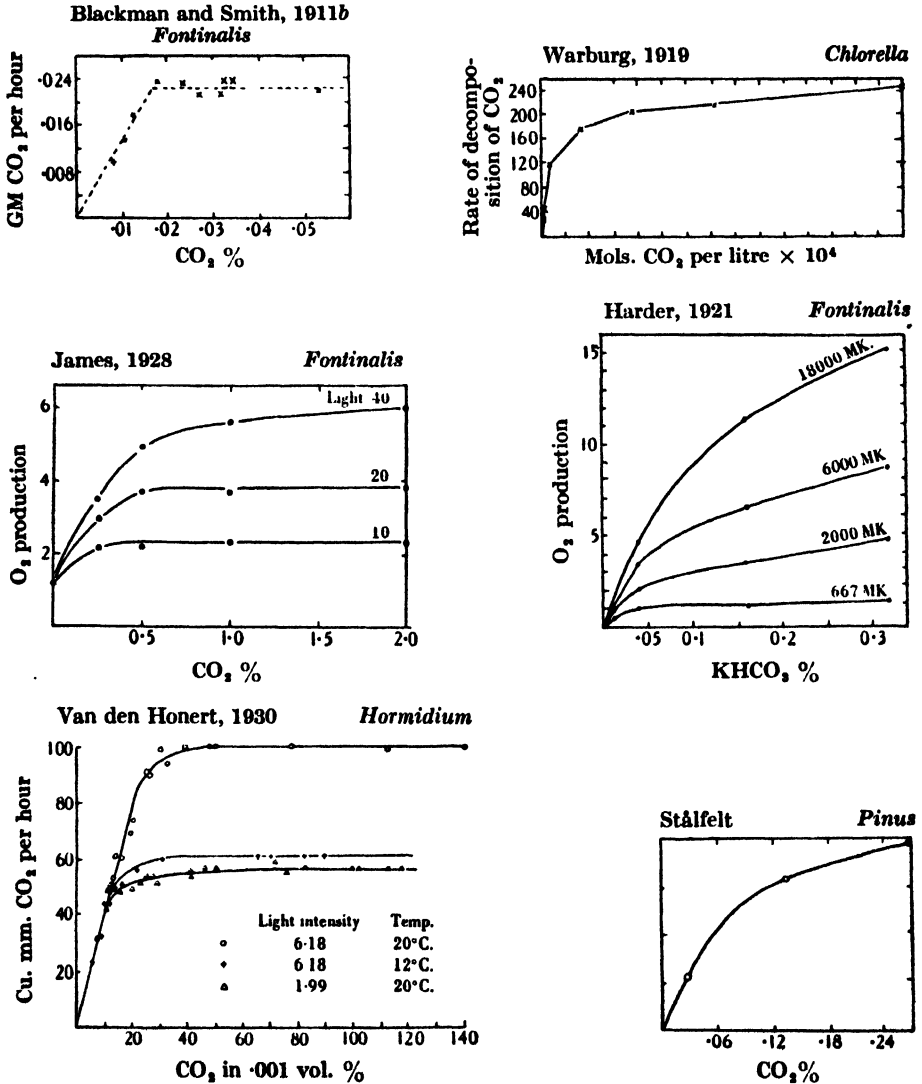 Blackman and Smith, 1911b
Fontinalis
GM CO₂ per hour
·024
·016
·008
·01 ·02 ·03 ·04 ·05
CO₂ %
Warburg, 1919 Chlorella
Rate of decompo-
sition of CO₂
240
200
160
120
80
40
Mols. CO₂ per litre × 10⁴
James, 1928 Fontinalis
O₂ production
6
4
2
Light 40
20
10
0·5 1·0 1·5 2·0
CO₂ %
Harder, 1921 Fontinalis
O₂ production
15
10
5
18000 MK.
6000 MK
2000 MK
667 MK
·05 0·1 0·2 0·3
KHCO₃ %
Van den Honert, 1930 Hormidium
Cu. mm. CO₂ per hour
100
80
60
40
20
Light intensity Temp.
6·18 20°C.
6 18 12°C.
1·99 20°C.
20 40 60 80 100 120 140
CO₂ in ·001 vol. %
Stålfelt Pinus
·06 ·12 ·18 ·24
CO₂%